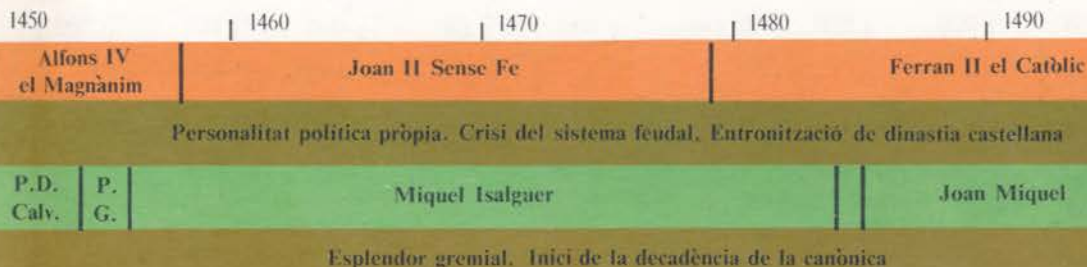 1450 1460 1470 1480 1490
Alfons IV
el Magnànim
Joan II Sense Fe
Ferran II el Catòlic
Personalitat política pròpia. Crisi del sistema feudal. Entronització de dinastia castellana
P.D.
Calv.
P.
G.
Miquel Isalguer
Joan Miquel
Esplendor gremial. Inici de la decadència de la canònica